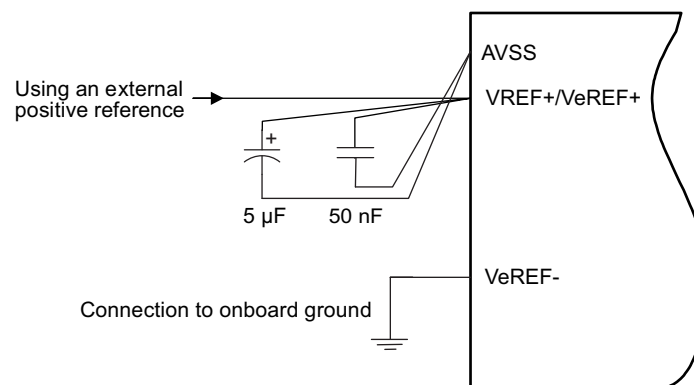 AVSS
Using an external
positive reference
VREF+/VeREF+
+
5 µF
50 nF
VeREF-
Connection to onboard ground